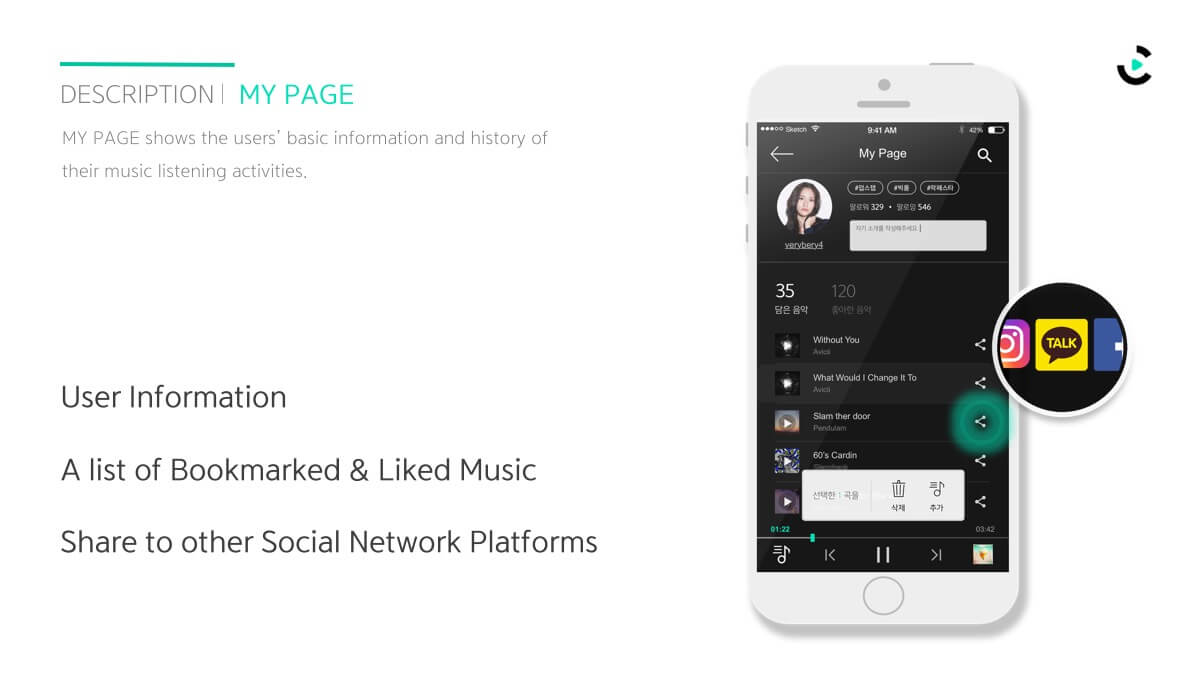 DESCRIPTION | MY PAGE
MY PAGE shows the users' basic information and history of
their music listening activities.
User Information
A list of Bookmarked & Liked Music
Share to other Social Network Platforms
Sketch 9:41 AM 42%
My Page
#덥스텝 #빅룸 #락페스타
팔로워 329 • 팔로잉 546
자기 소개를 작성해주세요
verybery4
35 120
담은 음악 좋아한 음악
Without You
Avicii
What Would I Change It To
Avicii
Slam ther door
Pendulam
60's Cardin
선택한 1 곡을 삭제 추가
01:22 03:42
TALK